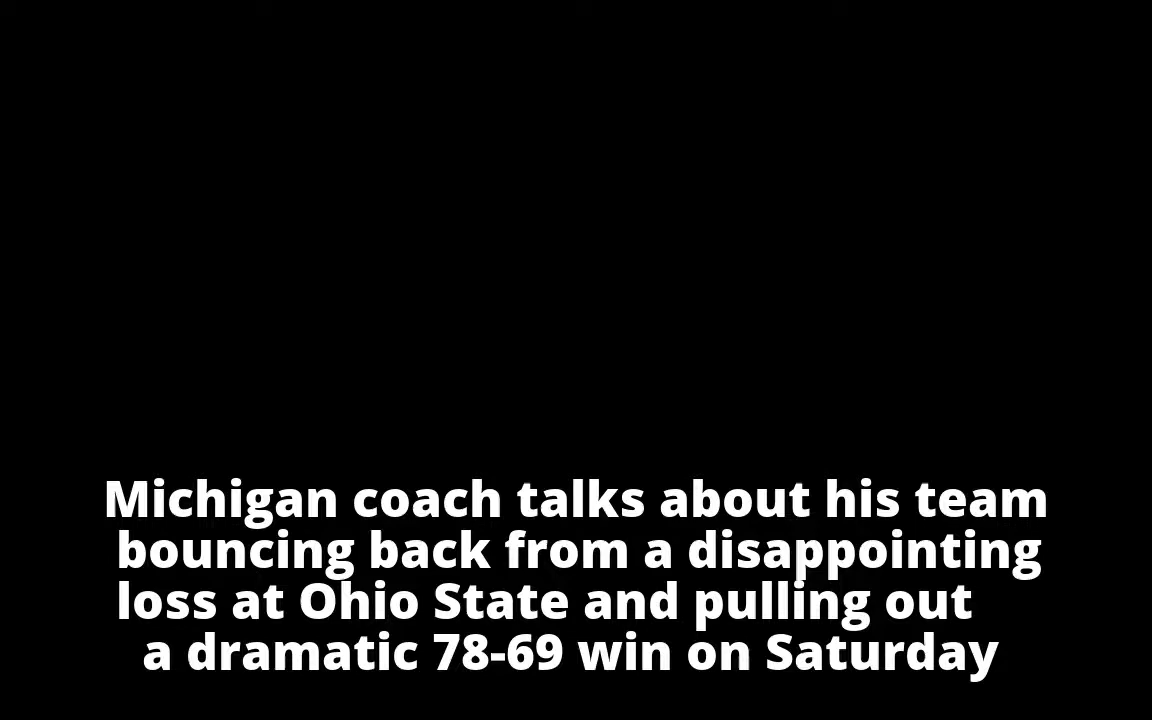 Michigan coach talks about his team
bouncing back from a disappointing
loss at Ohio State and pulling out
a dramatic 78-69 win on Saturday